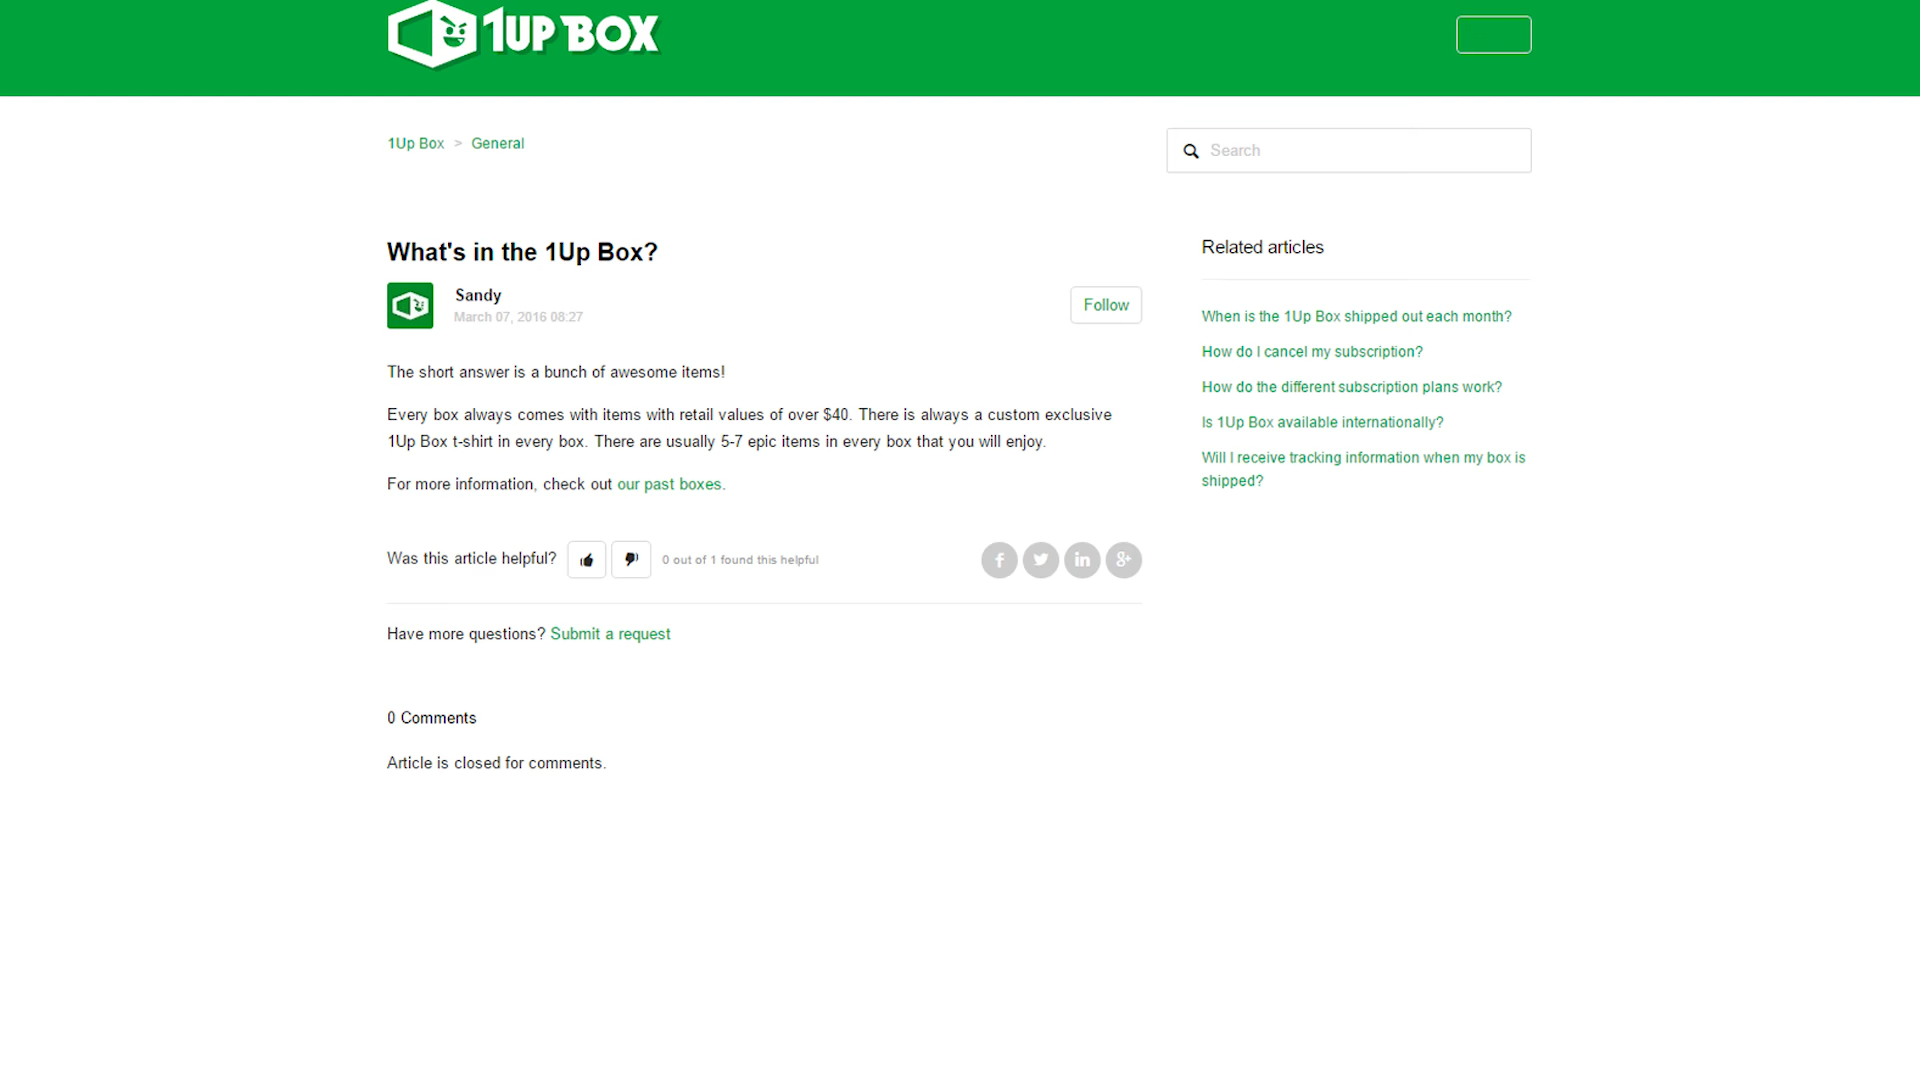 1UP BOX
1Up Box > General
Search
What's in the 1Up Box?
Sandy
March 07, 2016 08:27
Follow
The short answer is a bunch of awesome items!
Every box always comes with items with retail values of over $40. There is always a custom exclusive
1Up Box t-shirt in every box. There are usually 5-7 epic items in every box that you will enjoy.
For more information, check out our past boxes.
Was this article helpful?
0 out of 1 found this helpful
f
in
g+
Have more questions? Submit a request
0 Comments
Article is closed for comments.
Related articles
When is the 1Up Box shipped out each month?
How do I cancel my subscription?
How do the different subscription plans work?
Is 1Up Box available internationally?
Will I receive tracking information when my box is
shipped?